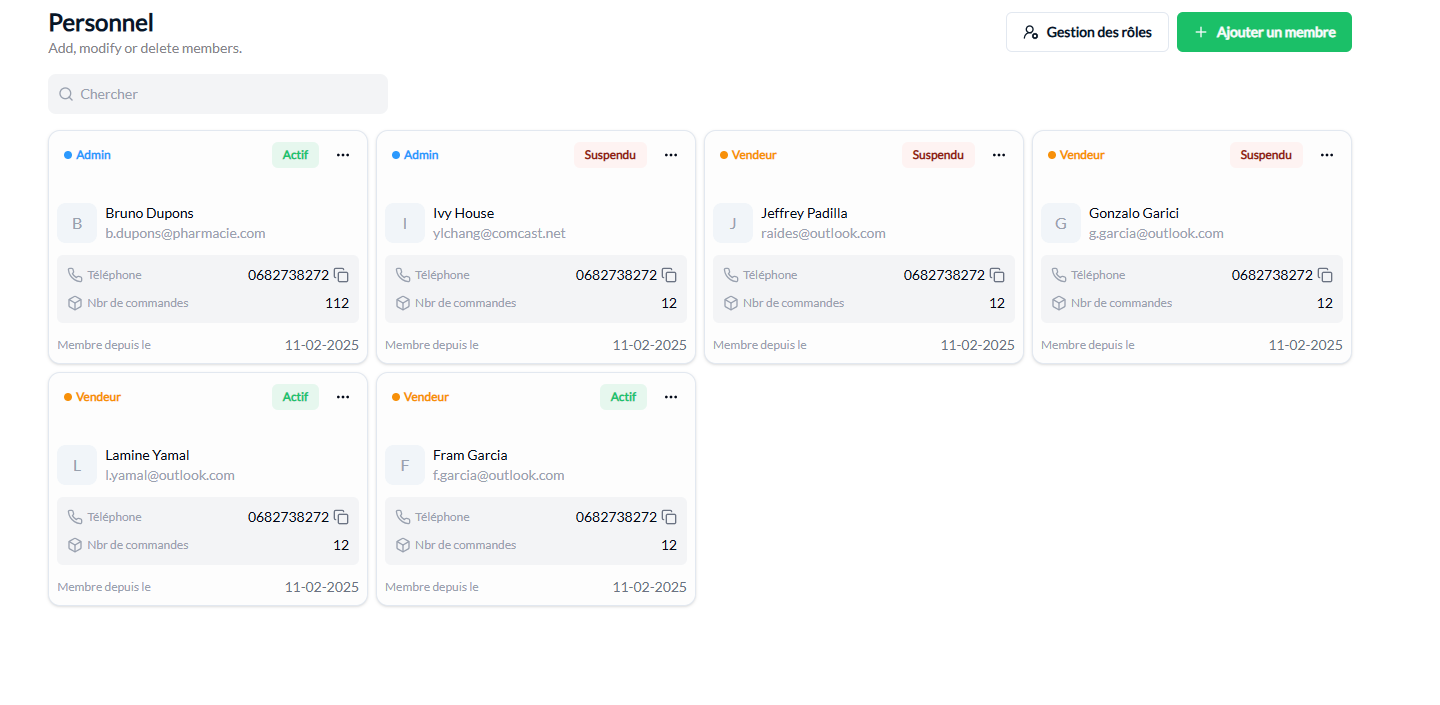 Personnel
Add, modify or delete members.
Gestion des rôles
Ajouter un membre
Chercher
Admin Actif
Bruno Dupons
B
b.dupons@pharmacie.com
Téléphone 0682738272
Nbr de commandes 112
Membre depuis le 11-02-2025
Admin Suspendu
Ivy House
I
ylchang@comcast.net
Téléphone 0682738272
Nbr de commandes 12
Membre depuis le 11-02-2025
Vendeur Suspendu
Jeffrey Padilla
J
raides@outlook.com
Téléphone 0682738272
Nbr de commandes 12
Membre depuis le 11-02-2025
Vendeur Suspendu
Gonzalo Garici
G
g.garcia@outlook.com
Téléphone 0682738272
Nbr de commandes 12
Membre depuis le 11-02-2025
Vendeur Actif
Lamine Yamal
L
l.yamal@outlook.com
Téléphone 0682738272
Nbr de commandes 12
Membre depuis le 11-02-2025
Vendeur Actif
Fram Garcia
F
f.garcia@outlook.com
Téléphone 0682738272
Nbr de commandes 12
Membre depuis le 11-02-2025